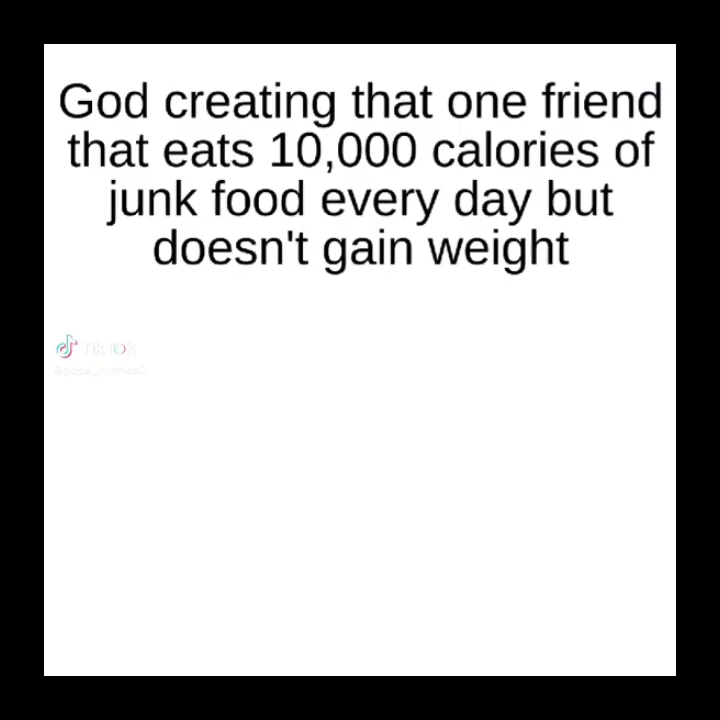 God creating that one friend
that eats 10,000 calories of
junk food every day but
doesn't gain weight
TikTok